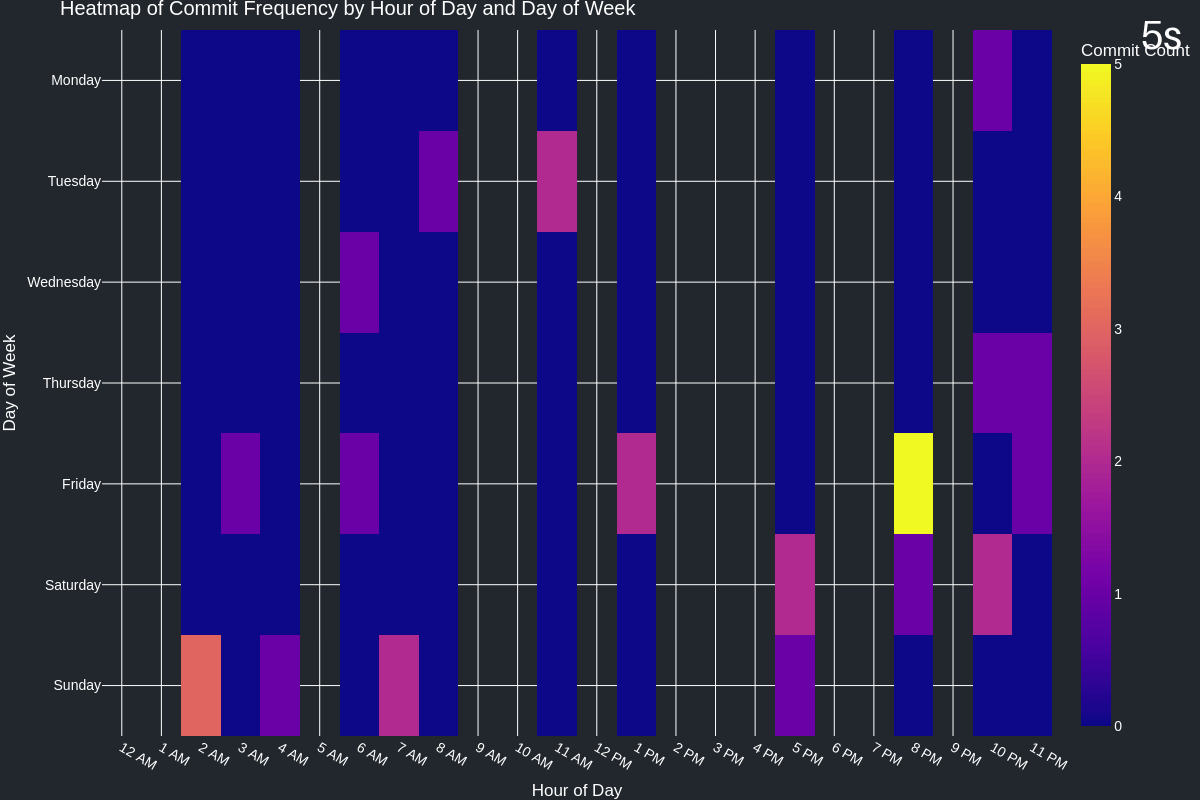 Heatmap of Commit Frequency by Hour of Day and Day of Week
5s
Commit Count
5
4
3
2
1
0
Day of Week
Monday
Tuesday
Wednesday
Thursday
Friday
Saturday
Sunday
12 AM
1 AM
2 AM
3 AM
4 AM
5 AM
6 AM
7 AM
8 AM
9 AM
10 AM
11 AM
12 PM
1 PM
2 PM
3 PM
4 PM
5 PM
6 PM
7 PM
8 PM
9 PM
10 PM
11 PM
Hour of Day